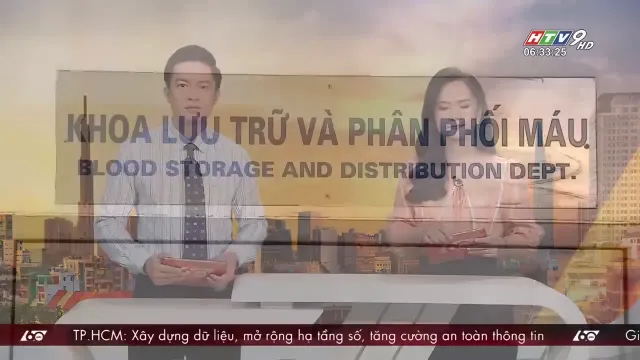 HTV9 HD
06:33:25
KHOA LƯU TRỮ VÀ PHÂN PHỐI MÁU
BLOOD STORAGE AND DISTRIBUTION DEPT.
TP.HCM: Xây dựng dữ liệu, mở rộng hạ tầng số, tăng cường an toàn thông tin